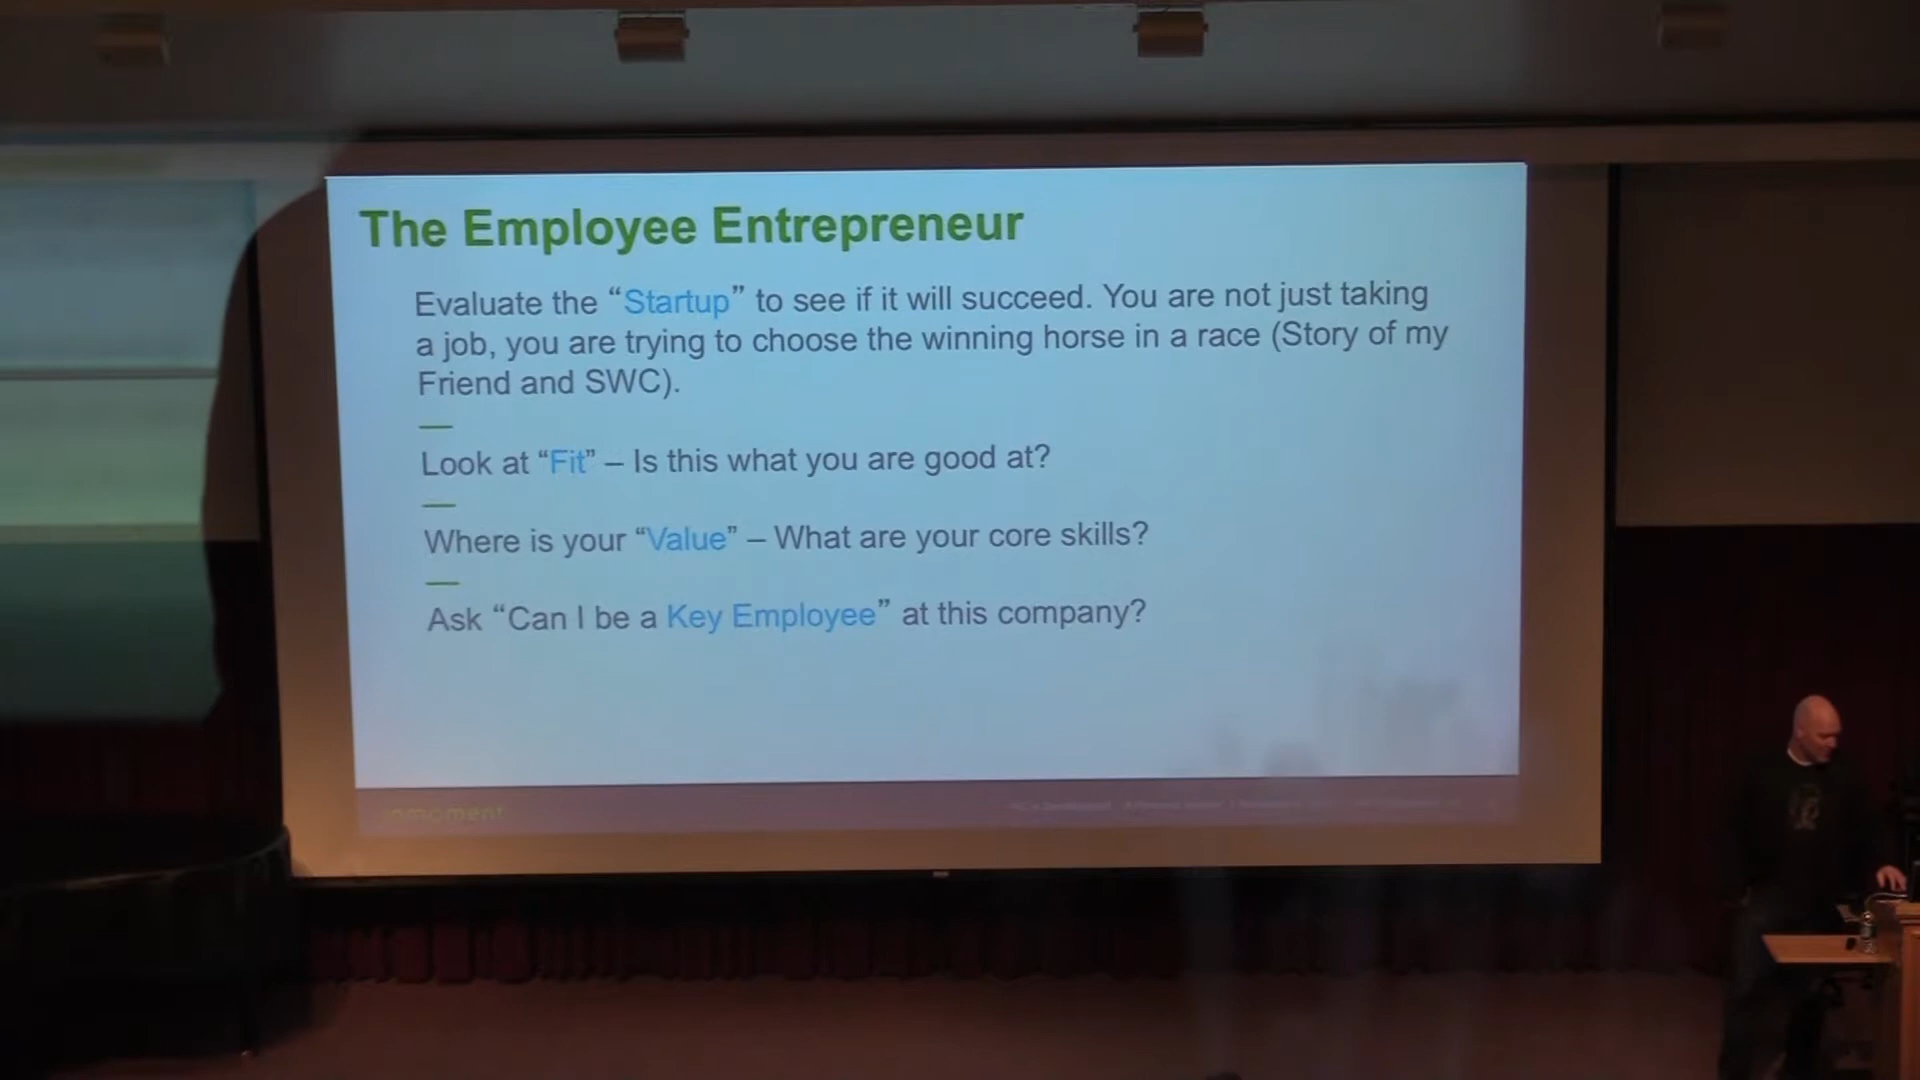 The Employee Entrepreneur
Evaluate the “Startup” to see if it will succeed. You are not just taking
a job, you are trying to choose the winning horse in a race (Story of my
Friend and SWC).
Look at “Fit” – Is this what you are good at?
Where is your “Value” – What are your core skills?
Ask “Can I be a Key Employee” at this company?
inmoment